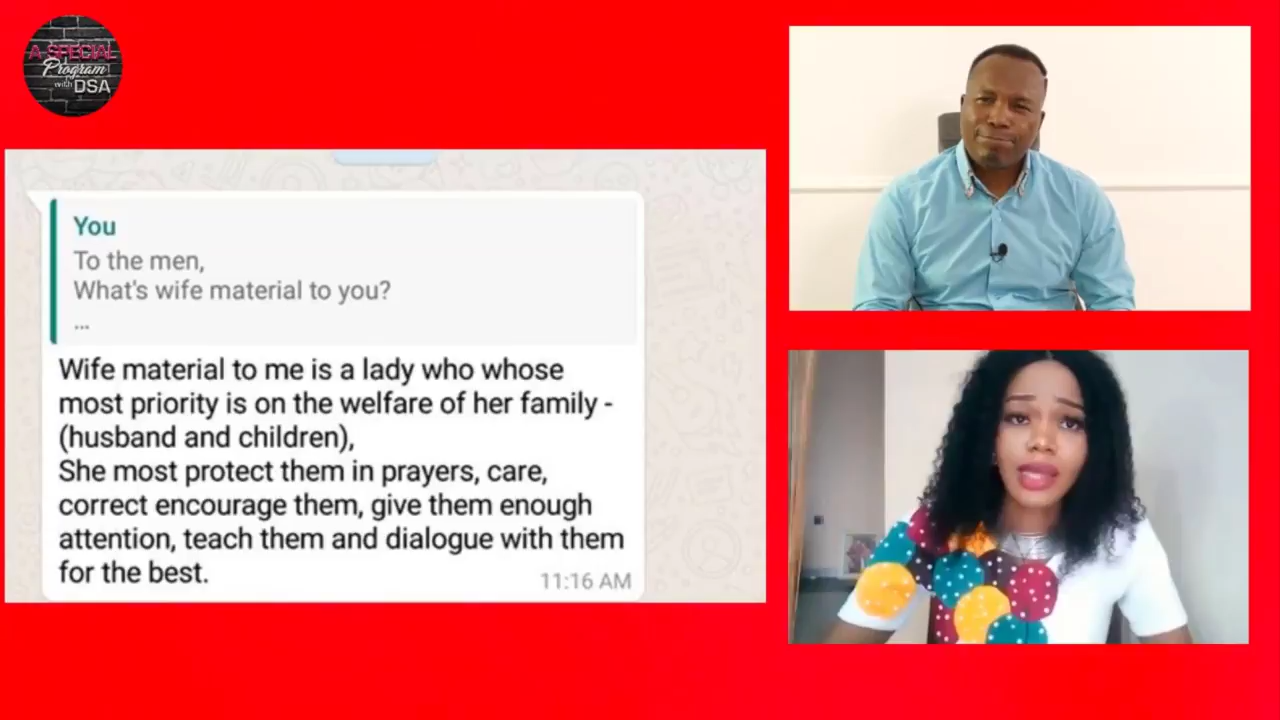 A SPECIAL
Program
with DSA
You
To the men,
What's wife material to you?
...
Wife material to me is a lady who whose
most priority is on the welfare of her family -
(husband and children),
She most protect them in prayers, care,
correct encourage them, give them enough
attention, teach them and dialogue with them
for the best.
11:16 AM